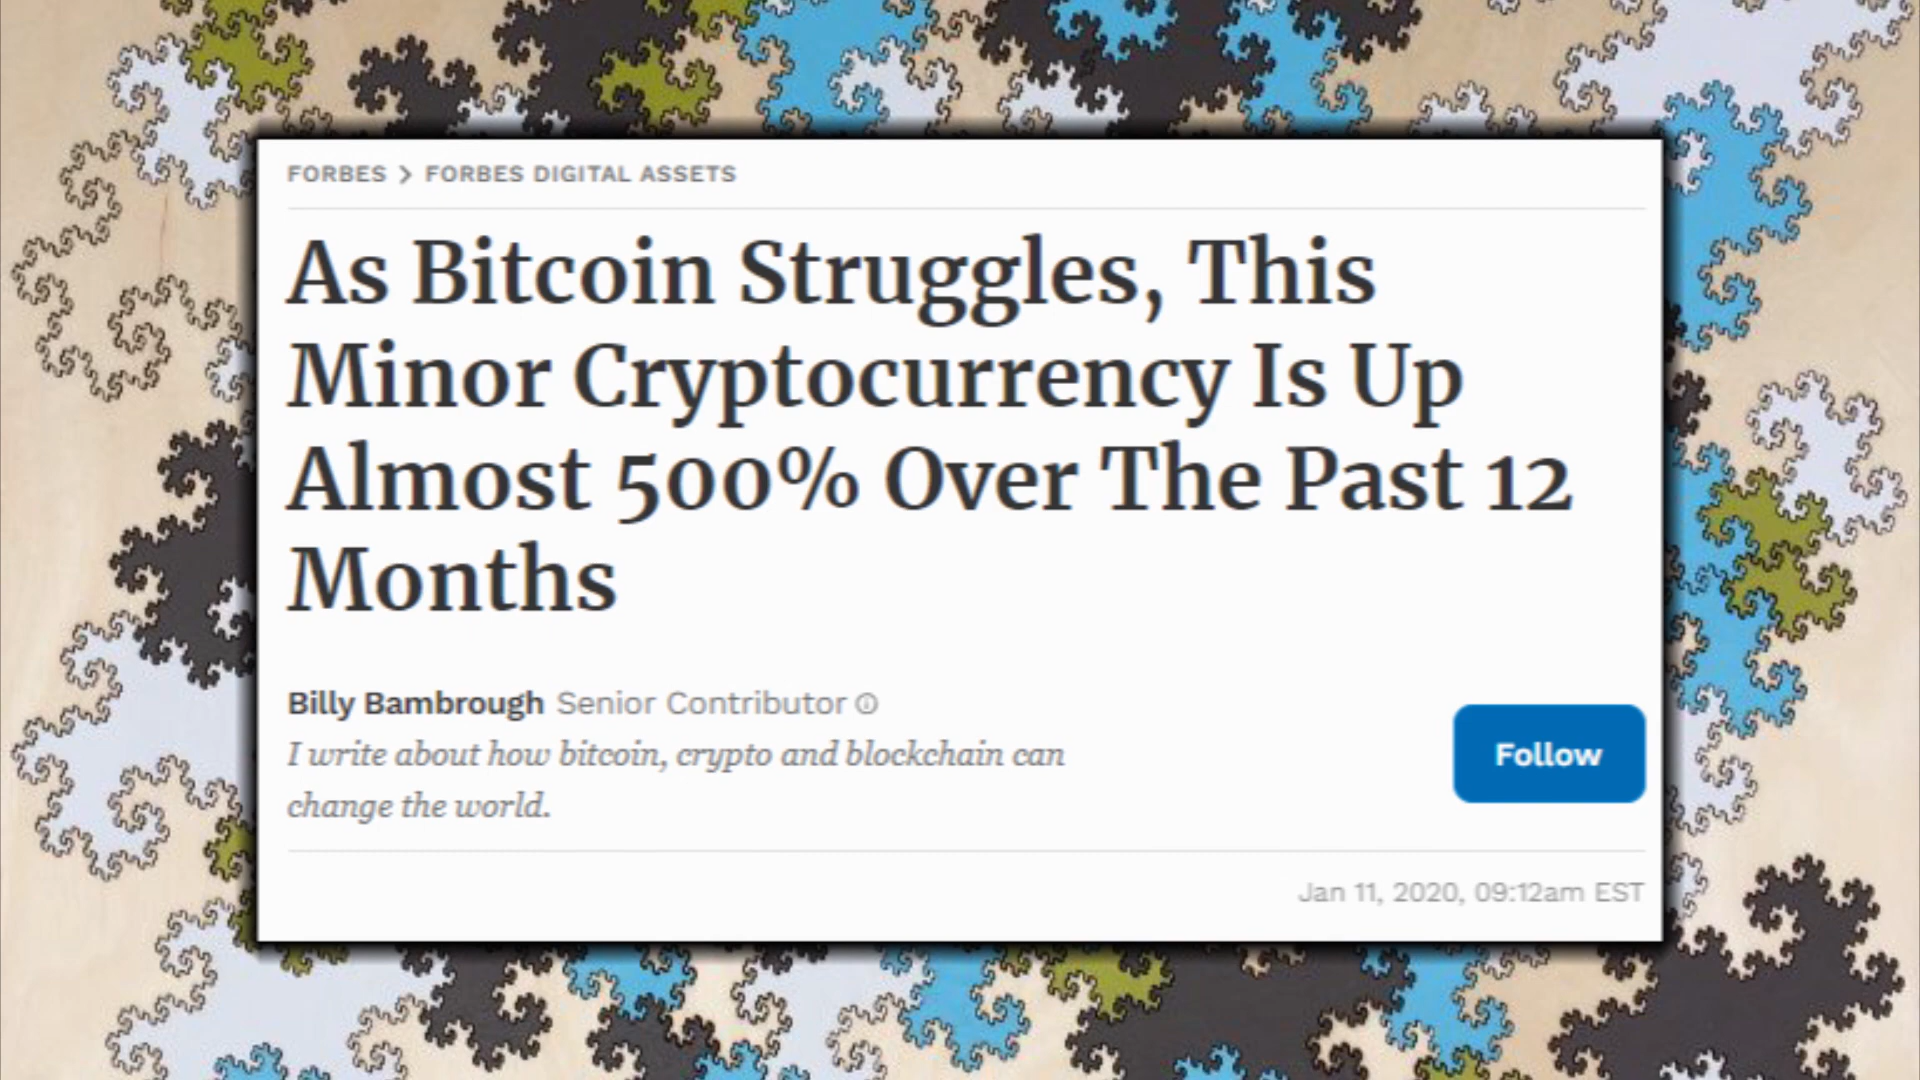 FORBES > FORBES DIGITAL ASSETS
As Bitcoin Struggles, This
Minor Cryptocurrency Is Up
Almost 500% Over The Past 12
Months
Billy Bambrough Senior Contributor
I write about how bitcoin, crypto and blockchain can
change the world.
Follow
Jan 11, 2020, 09:12am EST